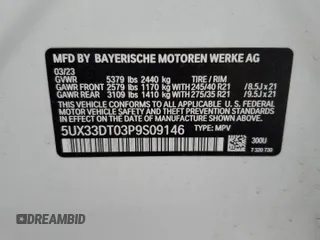 MFD BY BAYERISCHE MOTOREN WERKE AG
03/23
GVWR 5379 lbs 2440 kg TIRE / RIM
GAWR FRONT 2579 lbs 1170 kg 245/40 R21 /8.5J x 21
GAWR REAR 3109 lbs 1410 kg 275/35 R21 /9.5J x 21
THIS VEHICLE CONFORMS TO ALL APPLICABLE U.S. FEDERAL
MOTOR VEHICLE SAFETY AND THEFT PREVENTION STANDARDS IN
EFFECT ON THE DATE OF MANUFACTURE SHOWN ABOVE.
5UX33DT03P9S09146 TYPE: MPV
300U
7 320 730
DREAMBID